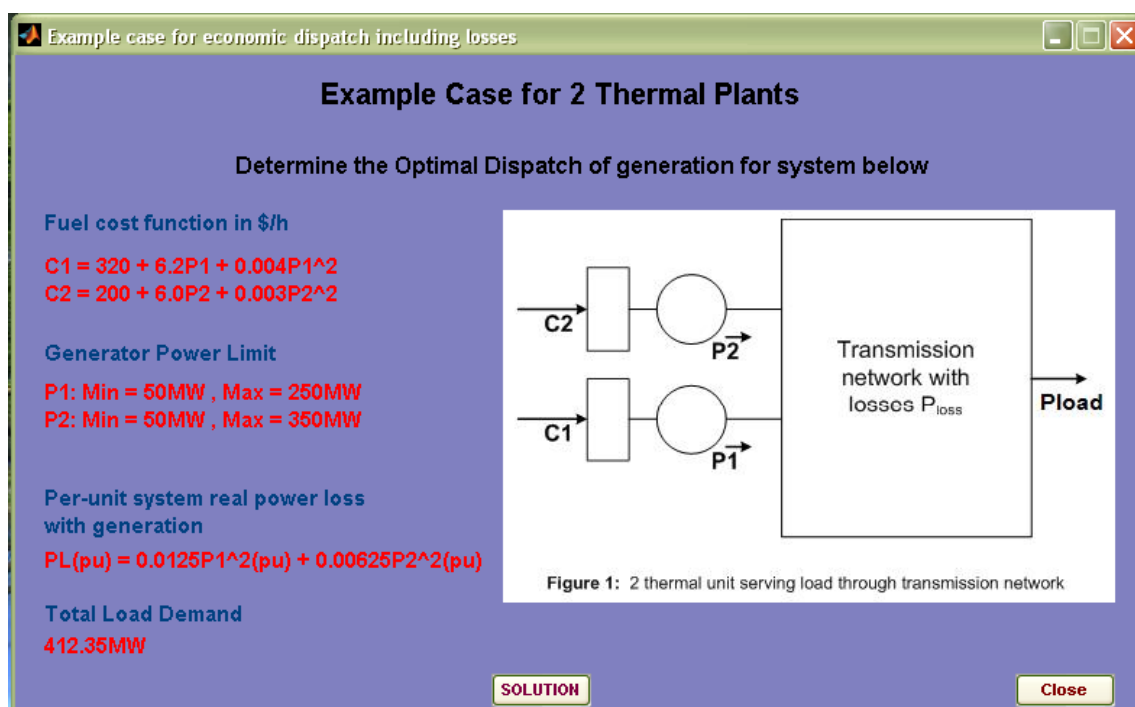 Example case for economic dispatch including losses
Example Case for 2 Thermal Plants
Determine the Optimal Dispatch of generation for system below
Fuel cost function in $/h
C1 = 320 + 6.2P1 + 0.004P1^2
C2 = 200 + 6.0P2 + 0.003P2^2
Generator Power Limit
P1: Min = 50MW , Max = 250MW
P2: Min = 50MW , Max = 350MW
Per-unit system real power loss
with generation
PL(pu) = 0.0125P1^2(pu) + 0.00625P2^2(pu)
Total Load Demand
412.35MW
C2
P2
C1
P1
Transmission
network with
losses Ploss
Pload
Figure 1: 2 thermal unit serving load through transmission network
SOLUTION
Close